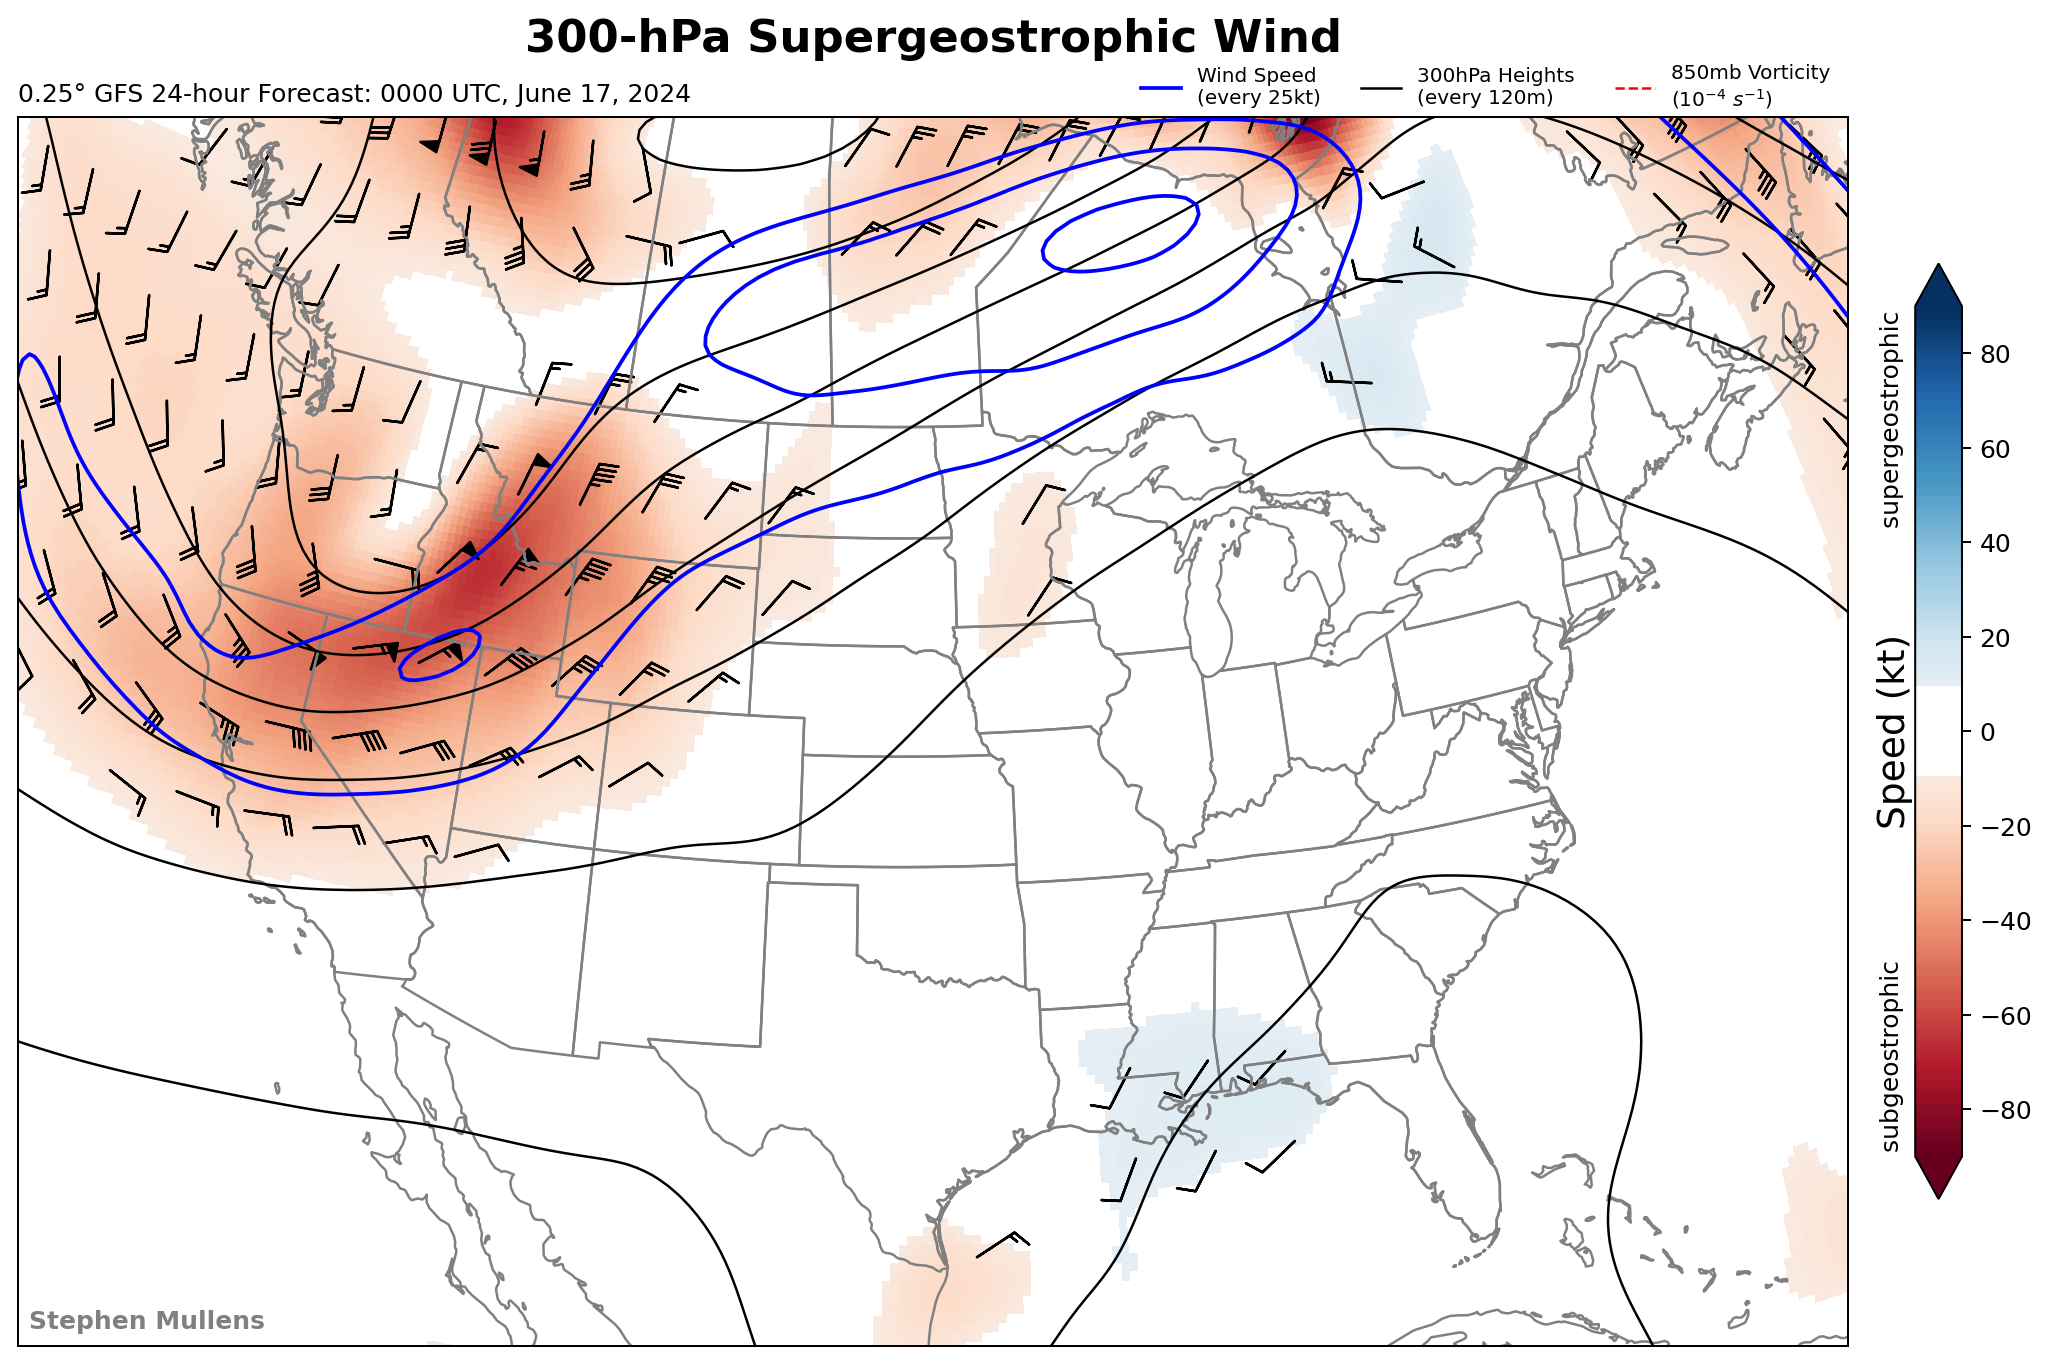 300-hPa Supergeostrophic Wind
0.25° GFS 24-hour Forecast: 0000 UTC, June 17, 2024
Wind Speed
(every 25kt)
300hPa Heights
(every 120m)
850mb Vorticity
(10⁻⁴ s⁻¹)
supergeostrophic
Speed (kt)
subgeostrophic
80
60
40
20
0
−20
−40
−60
−80
Stephen Mullens